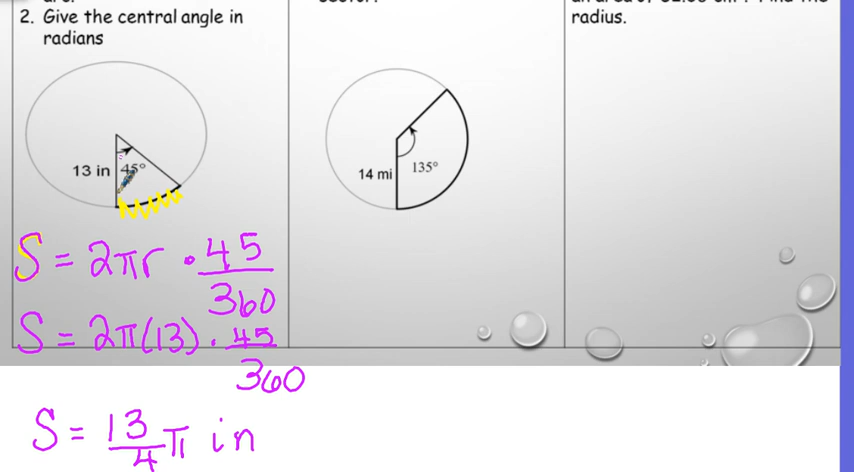 2. Give the central angle in
radians
13 in
45°
S = 2πr · 45/360
S = 2π(13) · 45/360
S = 13/4 π in
14 mi
135°
radius.